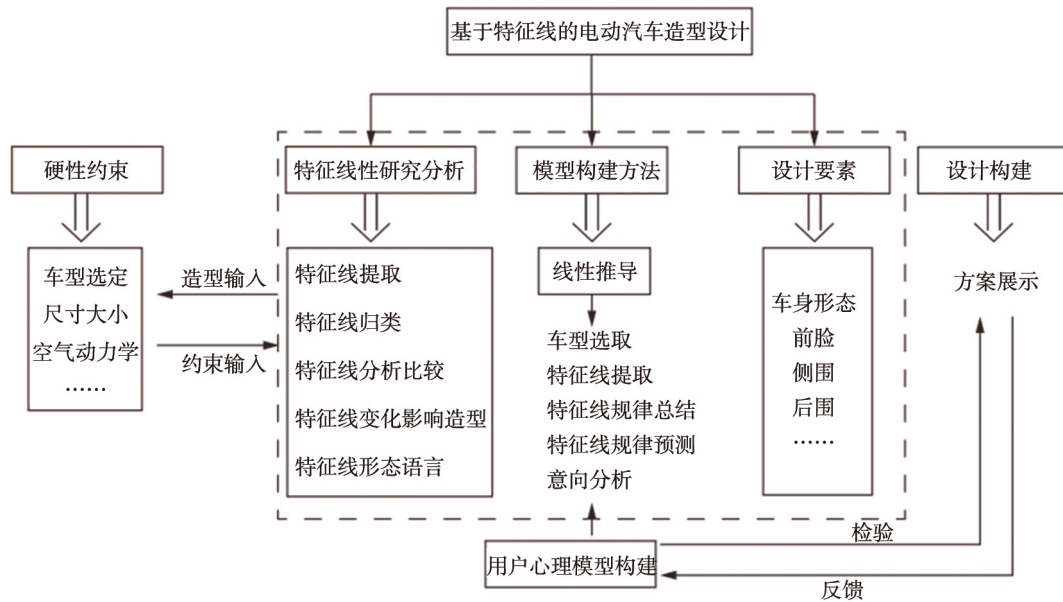 基于特征线的电动汽车造型设计
硬性约束
特征线性研究分析
模型构建方法
设计要素
设计构建
车型选定
尺寸大小
空气动力学
……
造型输入
约束输入
特征线提取
特征线归类
特征线分析比较
特征线变化影响造型
特征线形态语言
线性推导
车型选取
特征线提取
特征线规律总结
特征线规律预测
意向分析
车身形态
前脸
侧围
后围
……
方案展示
用户心理模型构建
检验
反馈